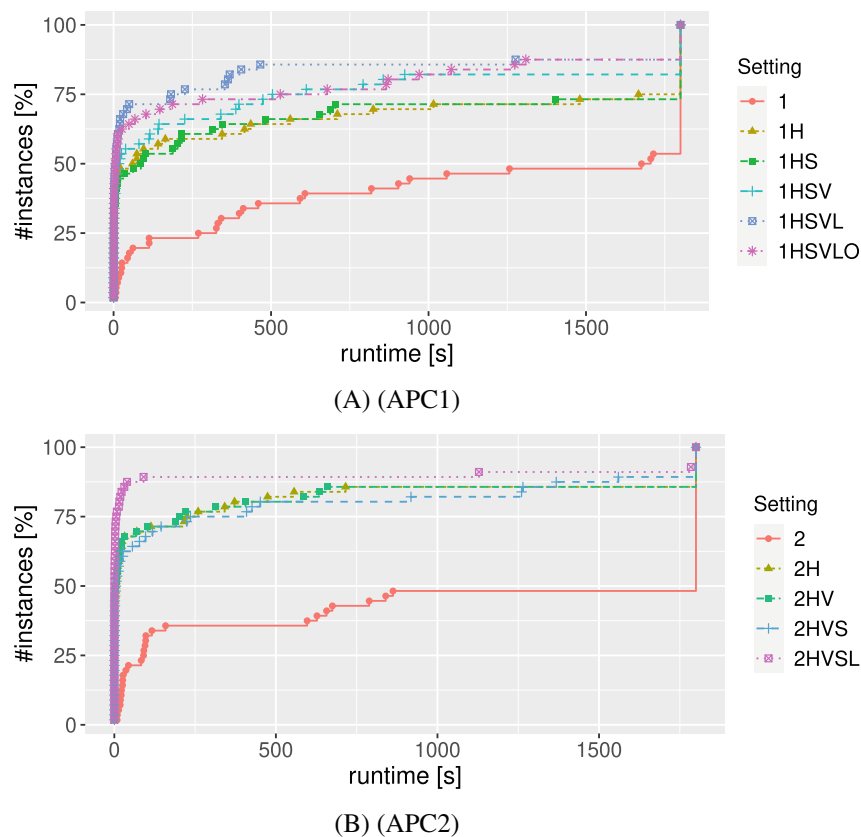 100
75
50
25
0
#instances [%]
0
500
1000
1500
runtime [s]
Setting
1
1H
1HS
1HSV
1HSVL
1HSVLO
(A) (APC1)
100
75
50
25
0
#instances [%]
0
500
1000
1500
runtime [s]
Setting
2
2H
2HV
2HVS
2HVSL
(B) (APC2)